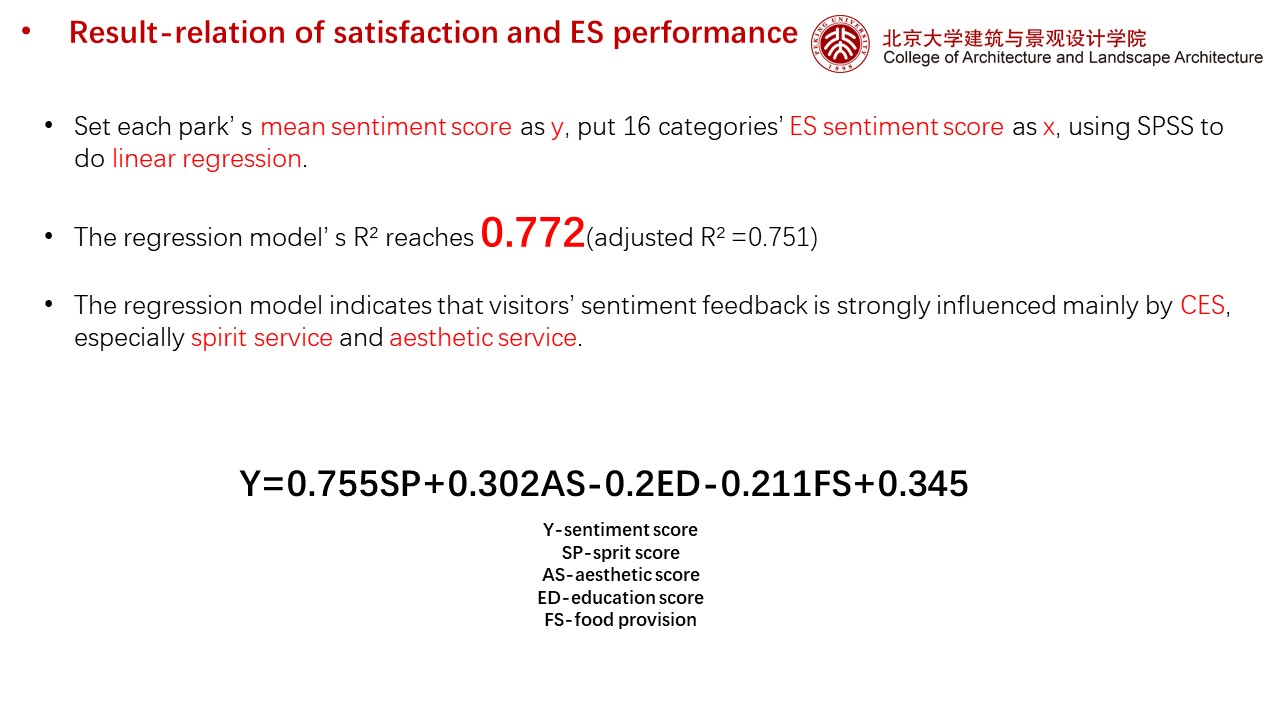 • Result-relation of satisfaction and ES performance
PEKING UNIVERSITY
1898
北京大学建筑与景观设计学院
College of Architecture and Landscape Architecture
• Set each park’ s mean sentiment score as y, put 16 categories’ ES sentiment score as x, using SPSS to
do linear regression.
• The regression model’ s R² reaches 0.772(adjusted R² =0.751)
• The regression model indicates that visitors’ sentiment feedback is strongly influenced mainly by CES,
especially spirit service and aesthetic service.
Y=0.755SP+0.302AS-0.2ED-0.211FS+0.345
Y-sentiment score
SP-sprit score
AS-aesthetic score
ED-education score
FS-food provision